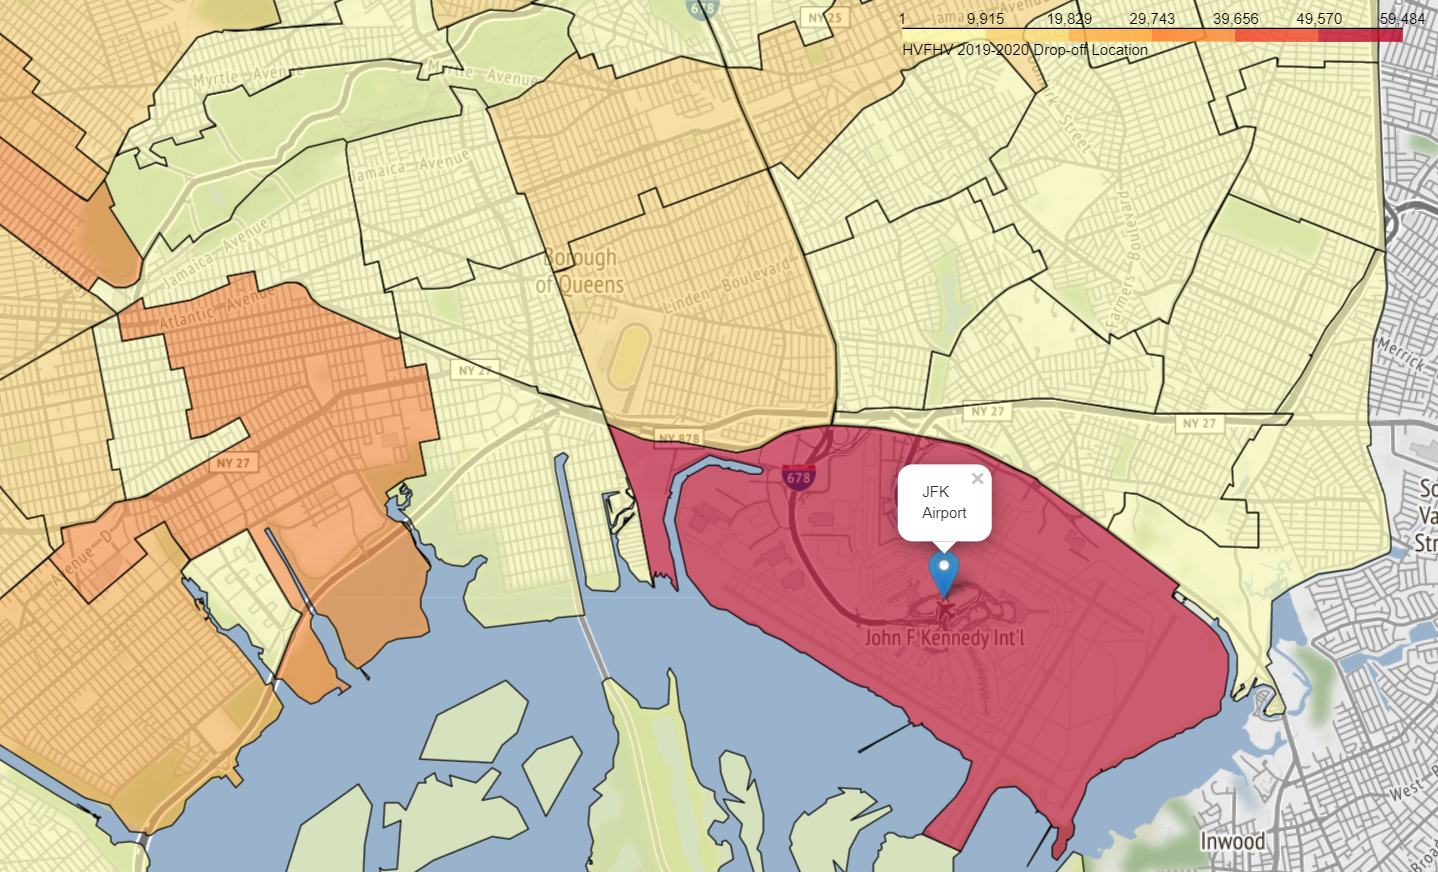 678
NY 25
Jamaica Avenue
1 9,915 19,829 29,743 39,656 49,570 59,484
HVFHV 2019-2020 Drop-off Location
Myrtle Avenue
Myrtle Avenue
Jamaica Avenue
Jamaica Avenue
Street
Farmers Boulevard
Borough
of Queens
Linden Boulevard
Atlantic Avenue
Merrick
NY 27
NY 27
NY 27
NY 878
NY 27
678
JFK
Airport
×
Avenue D
John F Kennedy Int'l
So
Va
Str
West
Inwood
Broad